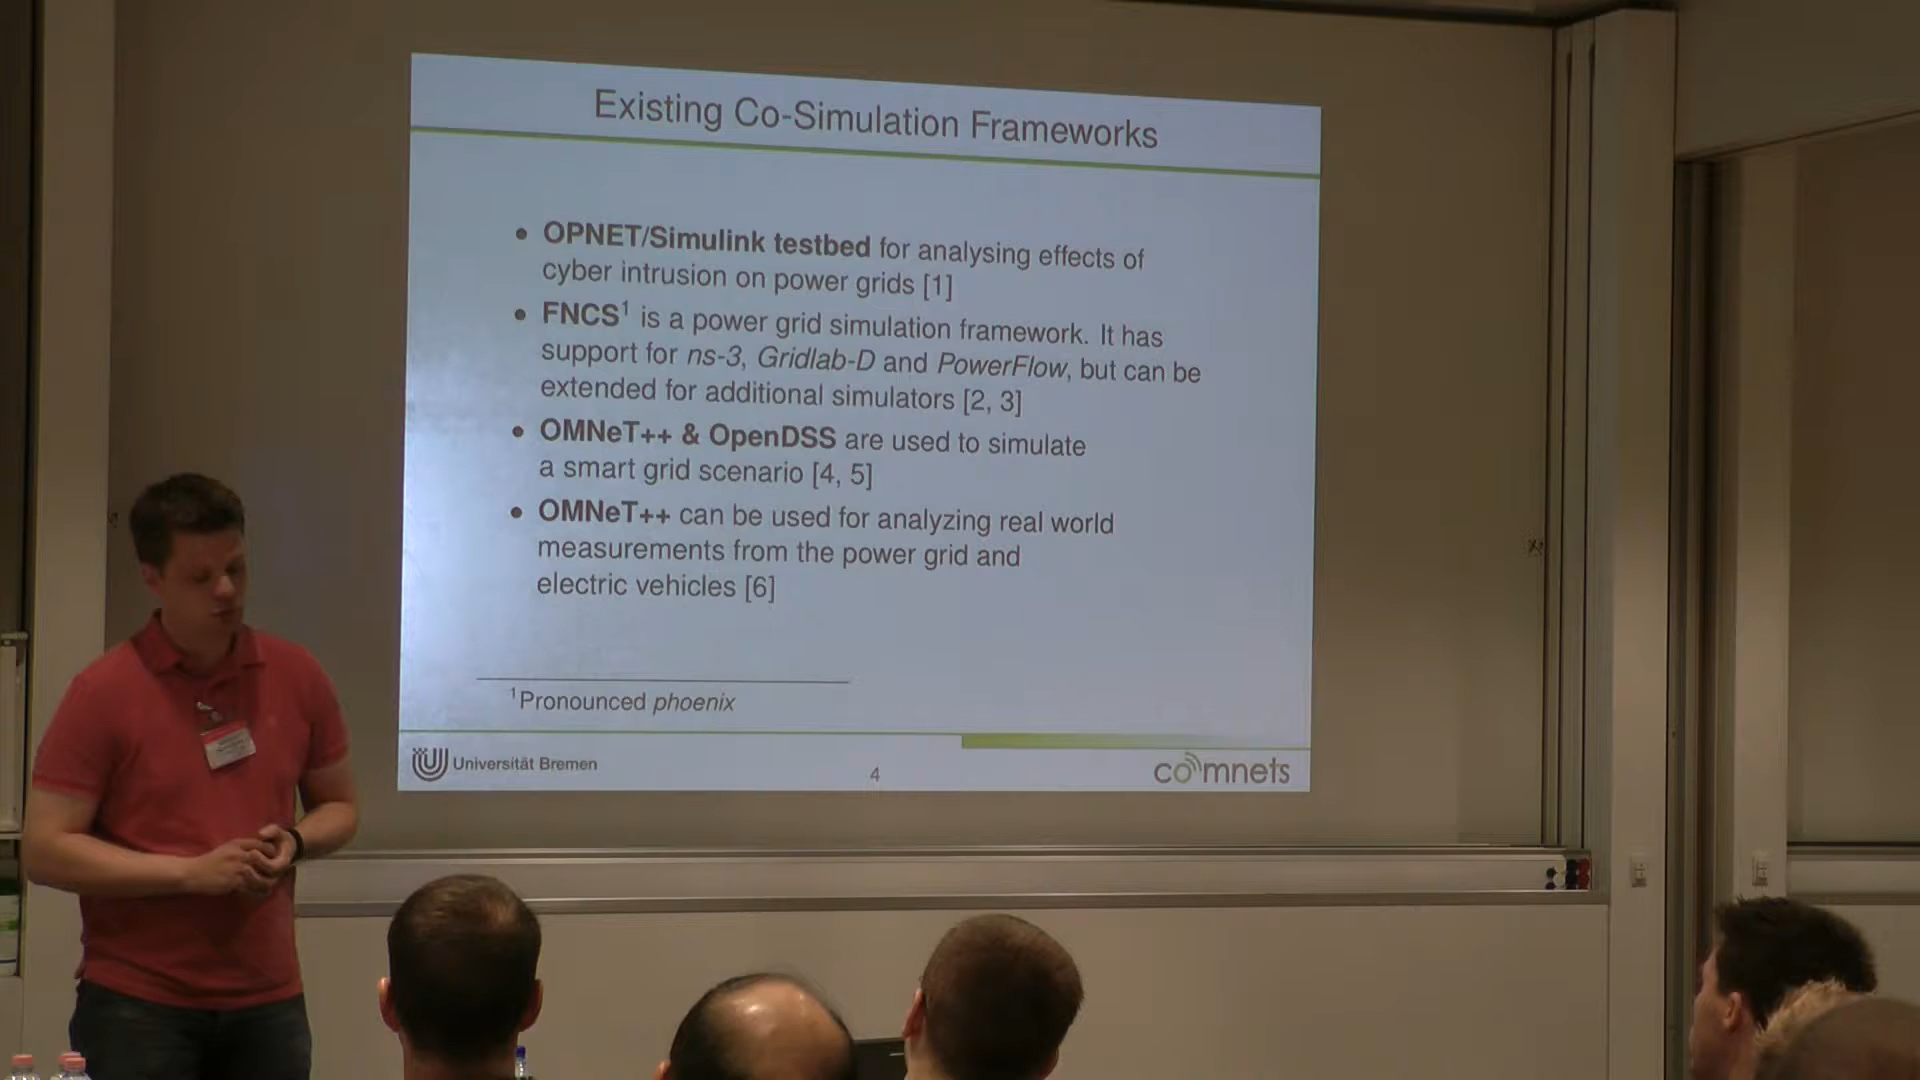 Existing Co-Simulation Frameworks
• OPNET/Simulink testbed for analysing effects of
cyber intrusion on power grids [1]
• FNCS¹ is a power grid simulation framework. It has
support for ns-3, Gridlab-D and PowerFlow, but can be
extended for additional simulators [2, 3]
• OMNeT++ & OpenDSS are used to simulate
a smart grid scenario [4, 5]
• OMNeT++ can be used for analyzing real world
measurements from the power grid and
electric vehicles [6]
¹Pronounced phoenix
Universität Bremen
4
comnets